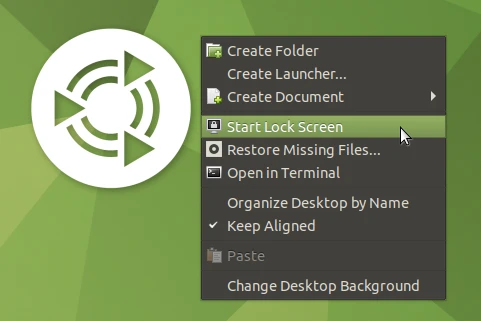 Create Folder
Create Launcher...
Create Document
Start Lock Screen
Restore Missing Files...
Open in Terminal
Organize Desktop by Name
Keep Aligned
Paste
Change Desktop Background